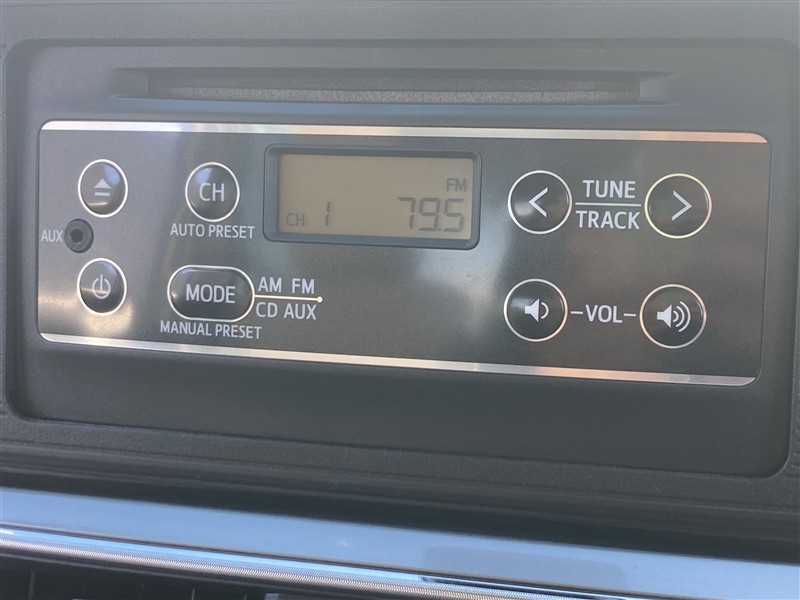 CH
AUTO PRESET
FM
CH 1 79.5
TUNE
TRACK
AUX
MODE
AM FM
CD AUX
MANUAL PRESET
VOL